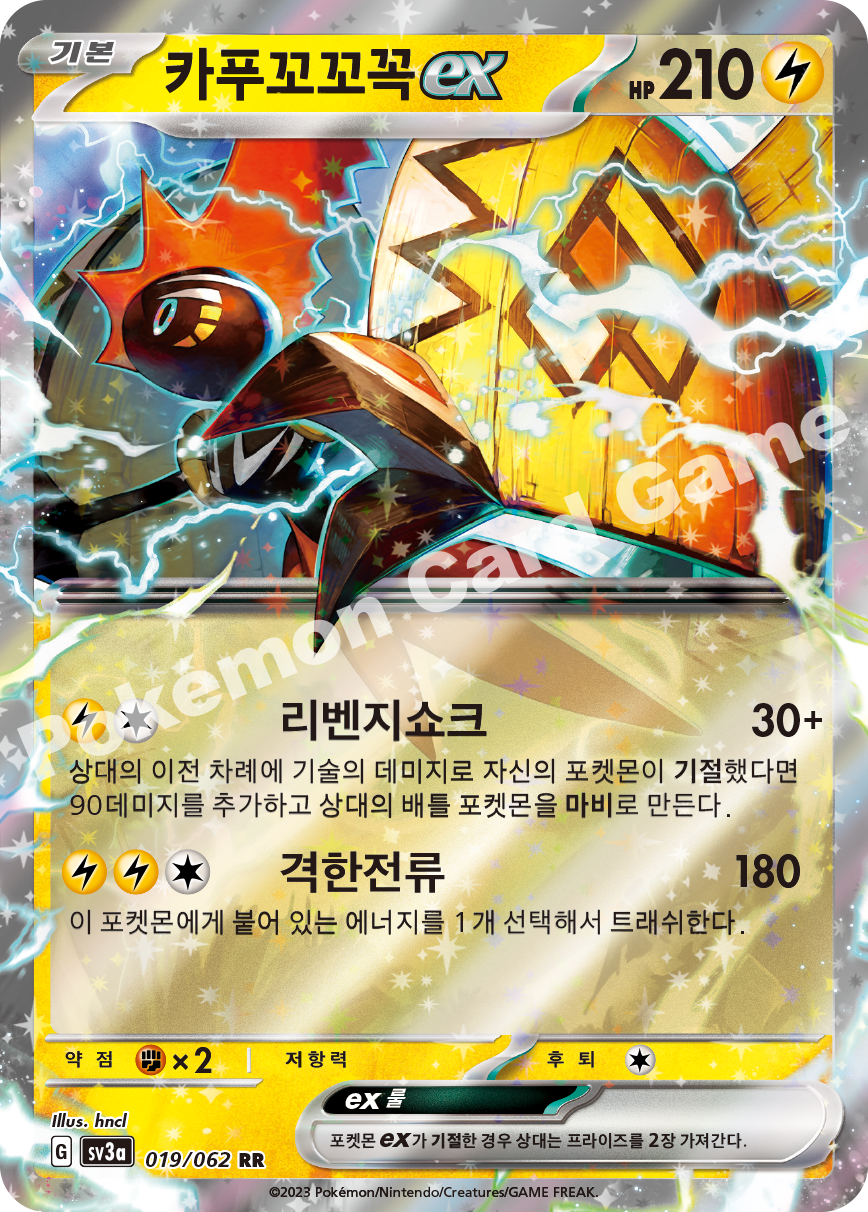 기본
카푸꼬꼬꼭 ex
HP 210
Pokémon Card Game
리벤지쇼크 30+
상대의 이전 차례에 기술의 데미지로 자신의 포켓몬이 기절했다면
90데미지를 추가하고 상대의 배틀 포켓몬을 마비로 만든다.
격한전류 180
이 포켓몬에게 붙어 있는 에너지를 1개 선택해서 트래쉬한다.
약점 ×2 저항력 후퇴
ex 룰
포켓몬 ex가 기절한 경우 상대는 프라이즈를 2장 가져간다.
Illus. hncl
G sv3a 019/062 RR
©2023 Pokémon/Nintendo/Creatures/GAME FREAK.